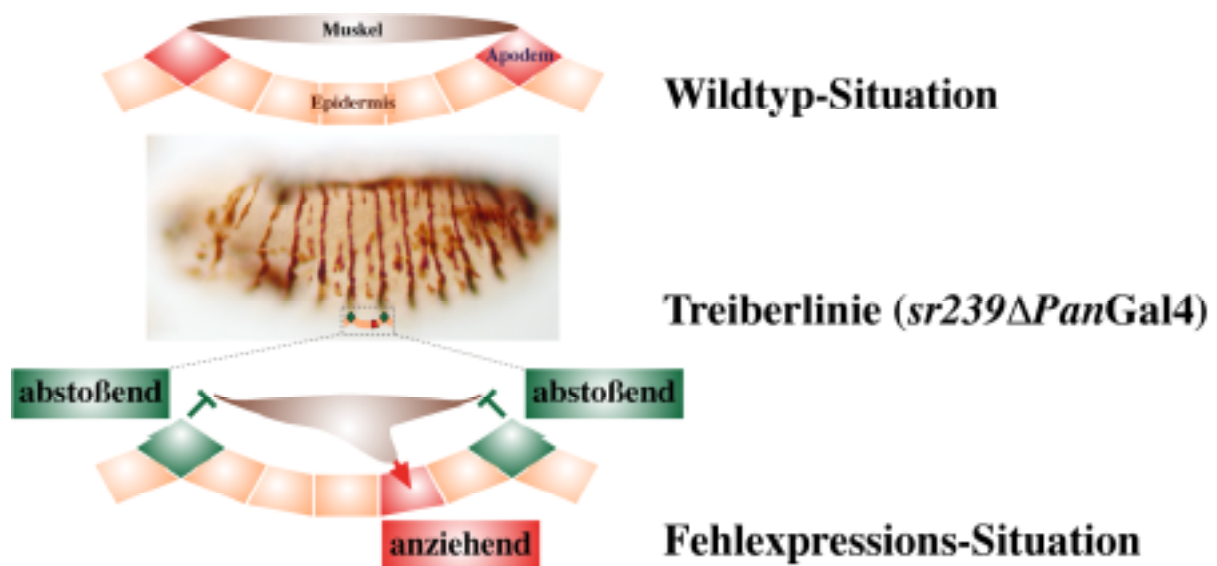 Muskel
Apodem
Epidermis
Wildtyp-Situation
Treiberlinie (sr239ΔPanGal4)
abstoßend
abstoßend
anziehend
Fehlexpressions-Situation